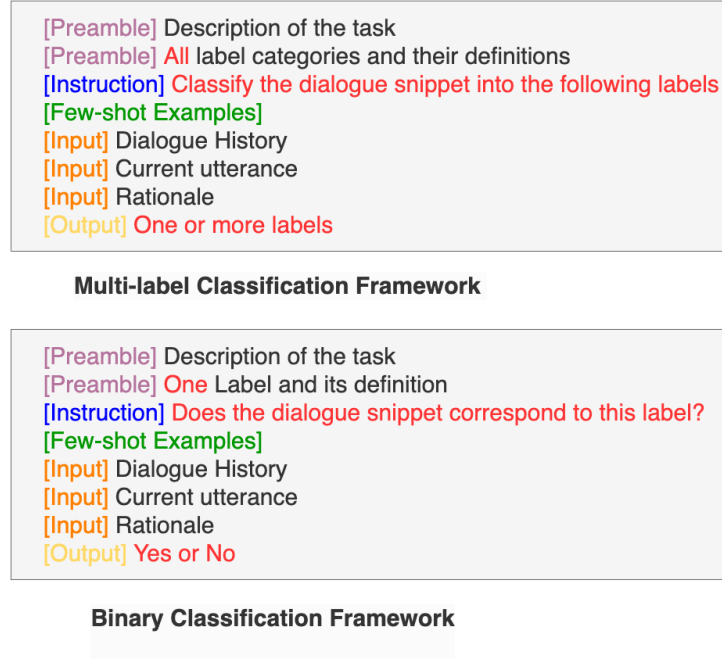 [Preamble] Description of the task
[Preamble] All label categories and their definitions
[Instruction] Classify the dialogue snippet into the following labels
[Few-shot Examples]
[Input] Dialogue History
[Input] Current utterance
[Input] Rationale
[Output] One or more labels
Multi-label Classification Framework
[Preamble] Description of the task
[Preamble] One Label and its definition
[Instruction] Does the dialogue snippet correspond to this label?
[Few-shot Examples]
[Input] Dialogue History
[Input] Current utterance
[Input] Rationale
[Output] Yes or No
Binary Classification Framework